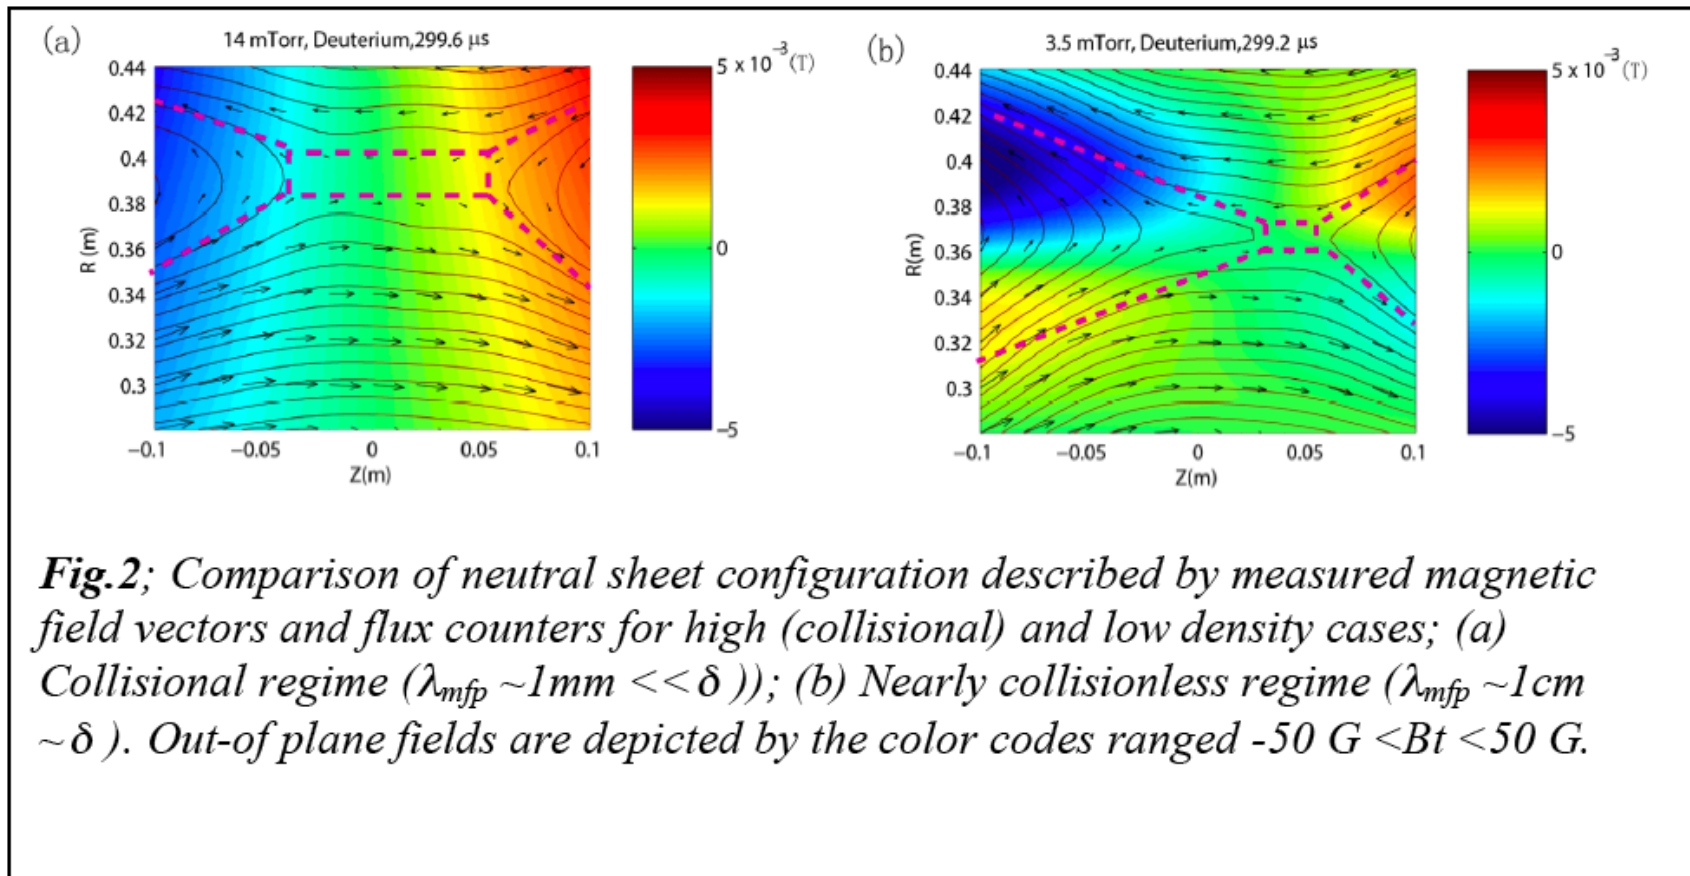 (a)
14 mTorr, Deuterium,299.6 μs
5 x 10⁻³ (T)
0.44
0.42
0.4
0.38
0.36
0.34
0.32
0.3
R (m)
0
−5
−0.1
−0.05
0
0.05
0.1
Z(m)
(b)
3.5 mTorr, Deuterium,299.2 μs
5 x 10⁻³ (T)
0.44
0.42
0.4
0.38
0.36
0.34
0.32
0.3
R(m)
0
−5
−0.1
−0.05
0
0.05
0.1
Z(m)
Fig.2; Comparison of neutral sheet configuration described by measured magnetic
field vectors and flux counters for high (collisional) and low density cases; (a)
Collisional regime (λmfp ~1mm << δ )); (b) Nearly collisionless regime (λmfp ~1cm
~ δ ). Out-of plane fields are depicted by the color codes ranged -50 G <Bt <50 G.